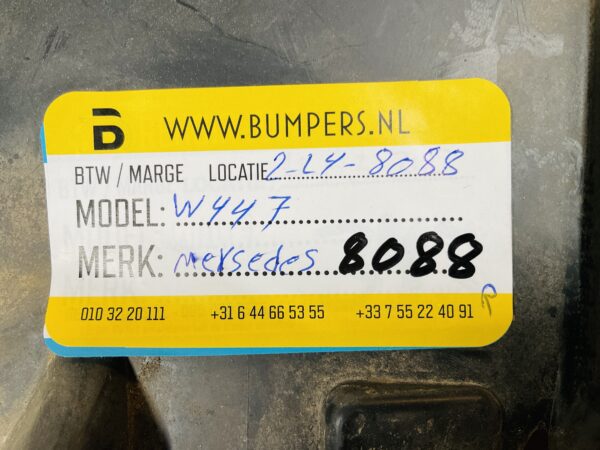 WWW.BUMPERS.NL
BTW / MARGE LOCATIE 2-L4-8088
MODEL: W447
MERK: mersedes 8088
010 32 20 111 +31 6 44 66 53 55 +33 7 55 22 40 91